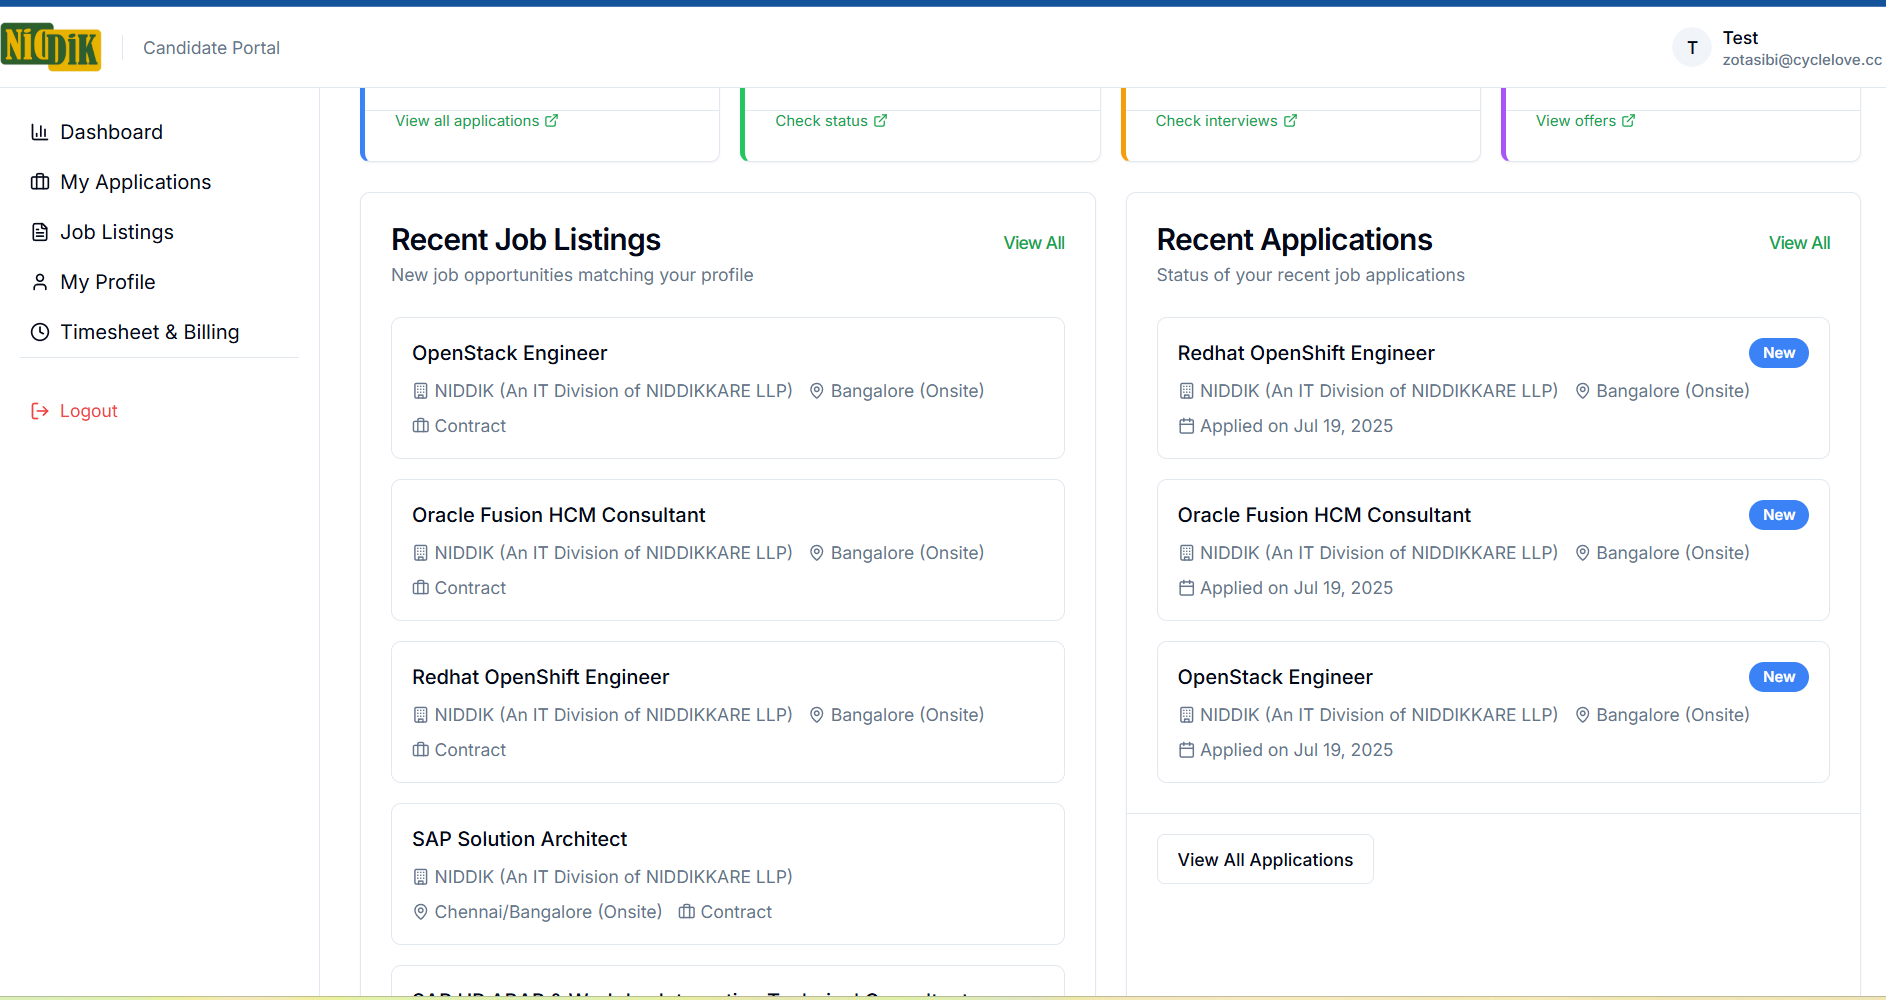 NiDDiK
Candidate Portal
T
Test
zotasibi@cyclelove.cc
Dashboard
My Applications
Job Listings
My Profile
Timesheet & Billing
Logout
View all applications
Check status
Check interviews
View offers
Recent Job Listings
View All
New job opportunities matching your profile
OpenStack Engineer
NIDDIK (An IT Division of NIDDIKKARE LLP) Bangalore (Onsite)
Contract
Oracle Fusion HCM Consultant
NIDDIK (An IT Division of NIDDIKKARE LLP) Bangalore (Onsite)
Contract
Redhat OpenShift Engineer
NIDDIK (An IT Division of NIDDIKKARE LLP) Bangalore (Onsite)
Contract
SAP Solution Architect
NIDDIK (An IT Division of NIDDIKKARE LLP)
Chennai/Bangalore (Onsite) Contract
Recent Applications
View All
Status of your recent job applications
Redhat OpenShift Engineer
New
NIDDIK (An IT Division of NIDDIKKARE LLP) Bangalore (Onsite)
Applied on Jul 19, 2025
Oracle Fusion HCM Consultant
New
NIDDIK (An IT Division of NIDDIKKARE LLP) Bangalore (Onsite)
Applied on Jul 19, 2025
OpenStack Engineer
New
NIDDIK (An IT Division of NIDDIKKARE LLP) Bangalore (Onsite)
Applied on Jul 19, 2025
View All Applications